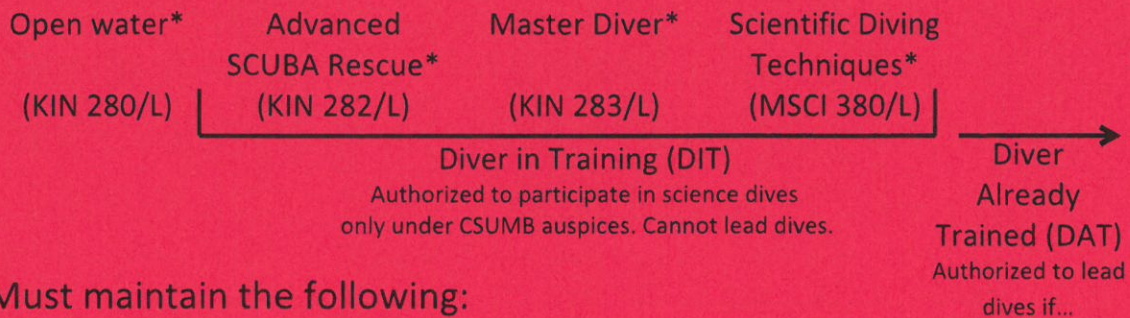 Open water* Advanced Master Diver* Scientific Diving
SCUBA Rescue* Techniques*
(KIN 280/L) (KIN 282/L) (KIN 283/L) (MSCI 380/L)
Diver in Training (DIT)
Authorized to participate in science dives
only under CSUMB auspices. Cannot lead dives.
Diver
Already
Trained (DAT)
Authorized to lead
dives if...
Must maintain the following: